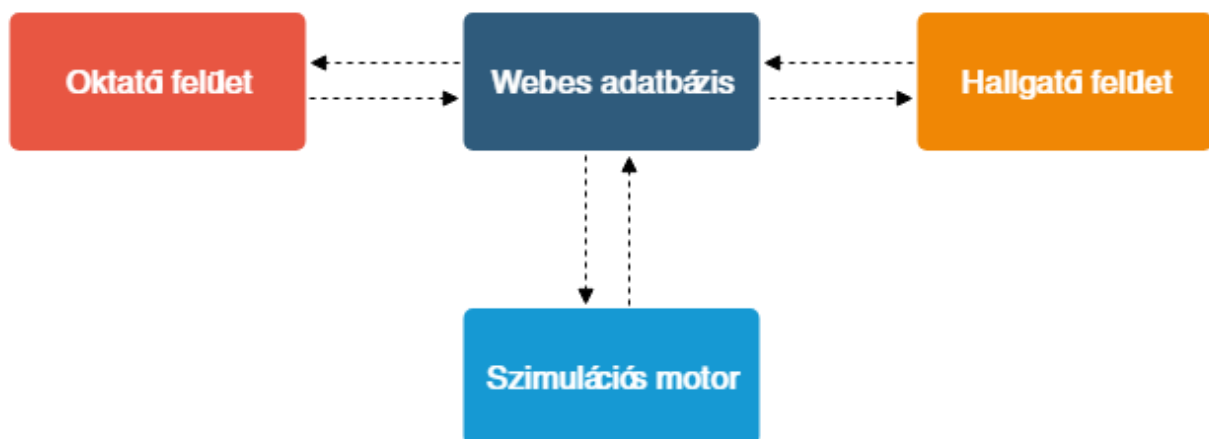 Oktató felület
Webes adatbázis
Hallgató felület
Szimulációs motor